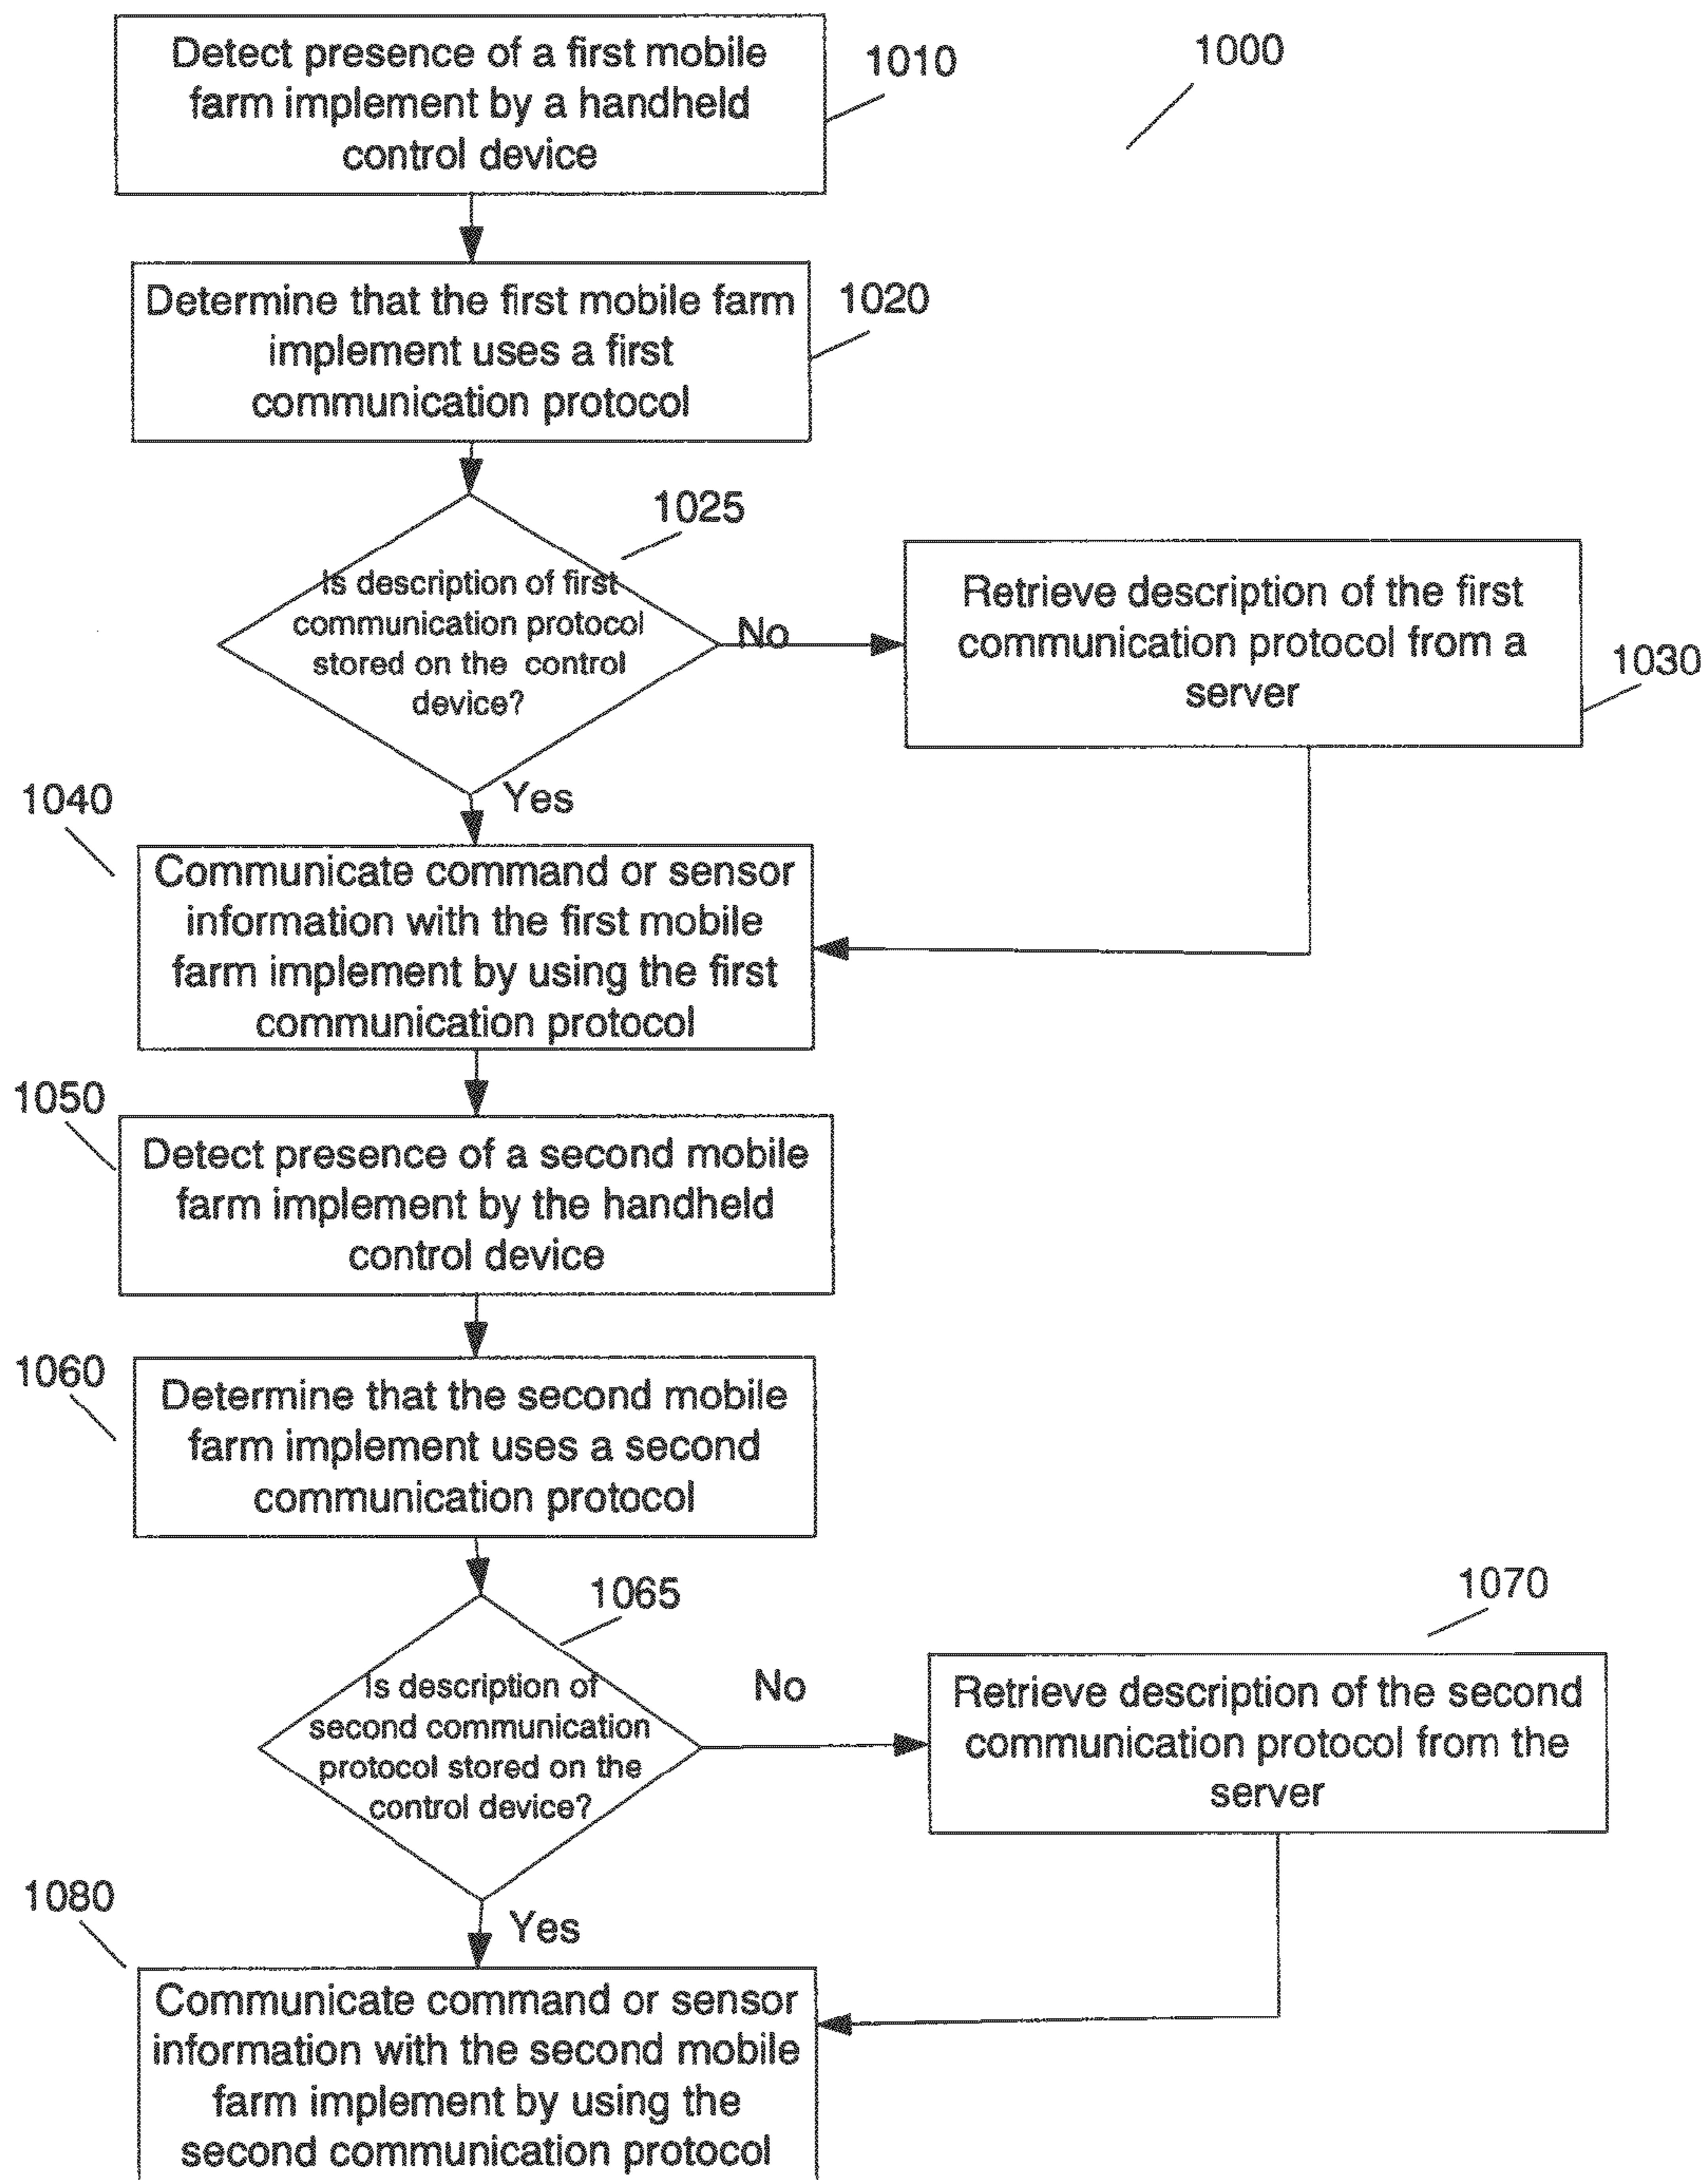 Detect presence of a first mobile
farm implement by a handheld
control device
1010
1000
Determine that the first mobile farm
implement uses a first
communication protocol
1020
1025
Is description of first
communication protocol
stored on the control
device?
No
Retrieve description of the first
communication protocol from a
server
1030
Yes
1040
Communicate command or sensor
information with the first mobile
farm implement by using the first
communication protocol
1050
Detect presence of a second mobile
farm implement by the handheld
control device
1060
Determine that the second mobile
farm implement uses a second
communication protocol
1065
Is description of
second communication
protocol stored on the
control device?
No
1070
Retrieve description of the second
communication protocol from the
server
Yes
1080
Communicate command or sensor
information with the second mobile
farm implement by using the
second communication protocol